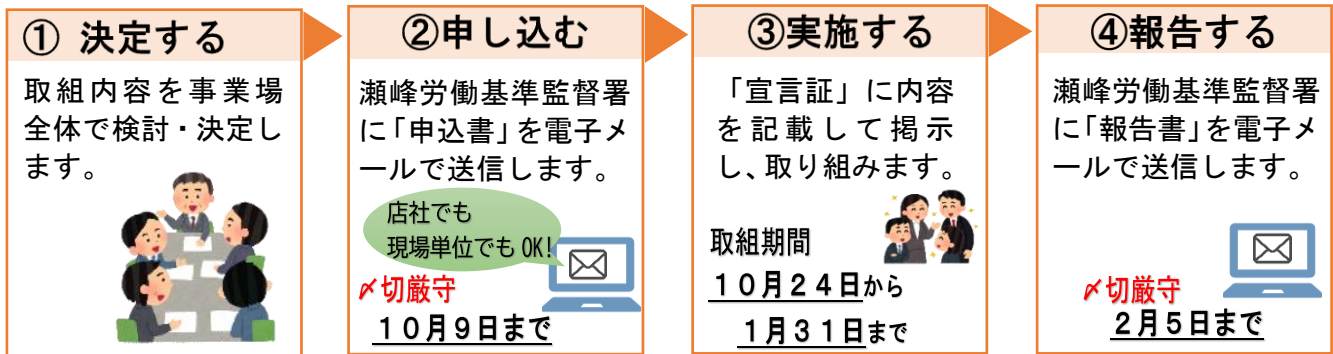 ① 決定する
取組内容を事業場
全体で検討・決定し
ます。
②申し込む
瀬峰労働基準監督署
に「申込書」を電子メ
ールで送信します。
店社でも
現場単位でもOK!
〆切厳守
10月9日まで
③実施する
「宣言証」に内容
を記載して掲示
し、取り組みます。
取組期間
10月24日から
1月31日まで
④報告する
瀬峰労働基準監督署
に「報告書」を電子メ
ールで送信します。
〆切厳守
2月5日まで